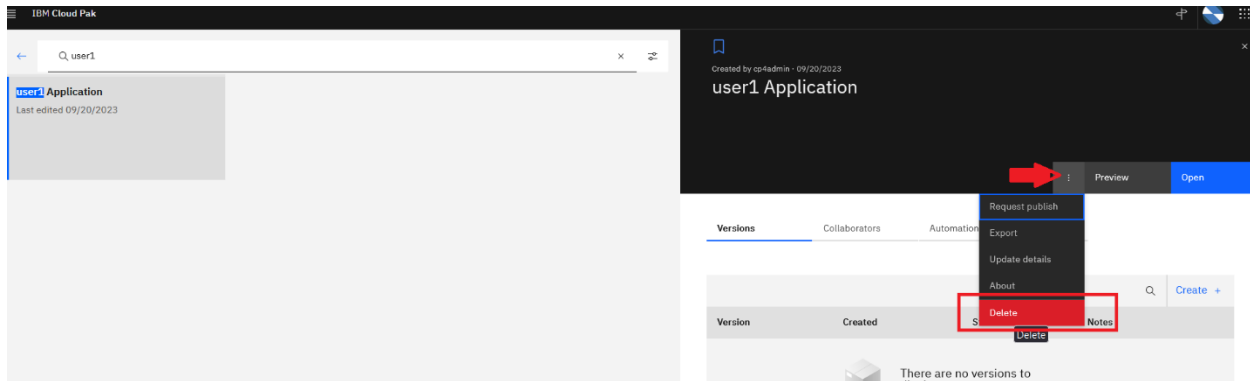 IBM Cloud Pak
user1
user1 Application
Last edited 09/20/2023
Created by cp4admin - 09/20/2023
user1 Application
Preview
Open
Request publish
Export
Update details
About
Delete
Delete
Versions
Collaborators
Automation
Create +
Version
Created
S
Notes
There are no versions to